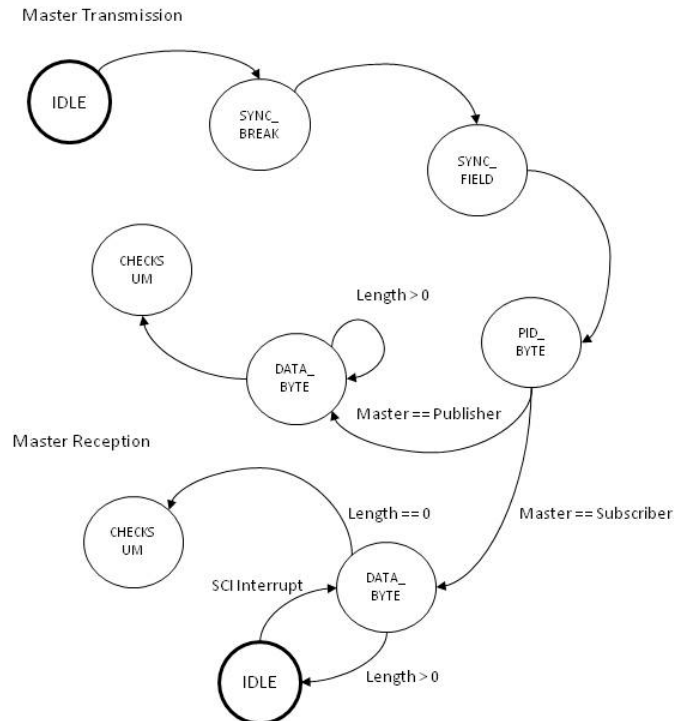 Master Transmission
IDLE
SYNC_
BREAK
SYNC_
FIELD
CHECKS
UM
Length > 0
PID_
BYTE
DATA_
BYTE
Master == Publisher
Master Reception
CHECKS
UM
Length == 0
Master == Subscriber
SCI Interrupt
DATA_
BYTE
IDLE
Length > 0